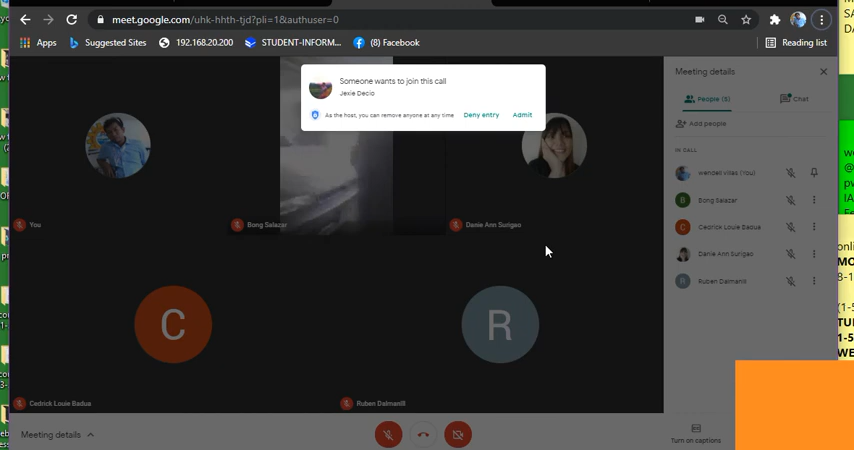 meet.google.com/uhk-hhth-tjd?pli=1&authuser=0
Apps
Suggested Sites
192.168.20.200
STUDENT-INFORM...
(8) Facebook
Reading list
Someone wants to join this call
Jexie Decio
As the host, you can remove anyone at any time
Deny entry
Admit
You
Bong Salazar
Danie Ann Surigao
C
R
Cedrick Louie Badua
Ruben Dalmanill
Meeting details
Turn on captions
Meeting details
People (5)
Chat
Add people
IN CALL
wendell villas (You)
B
Bong Salazar
C
Cedrick Louie Badua
Danie Ann Surigao
R
Ruben Dalmanill